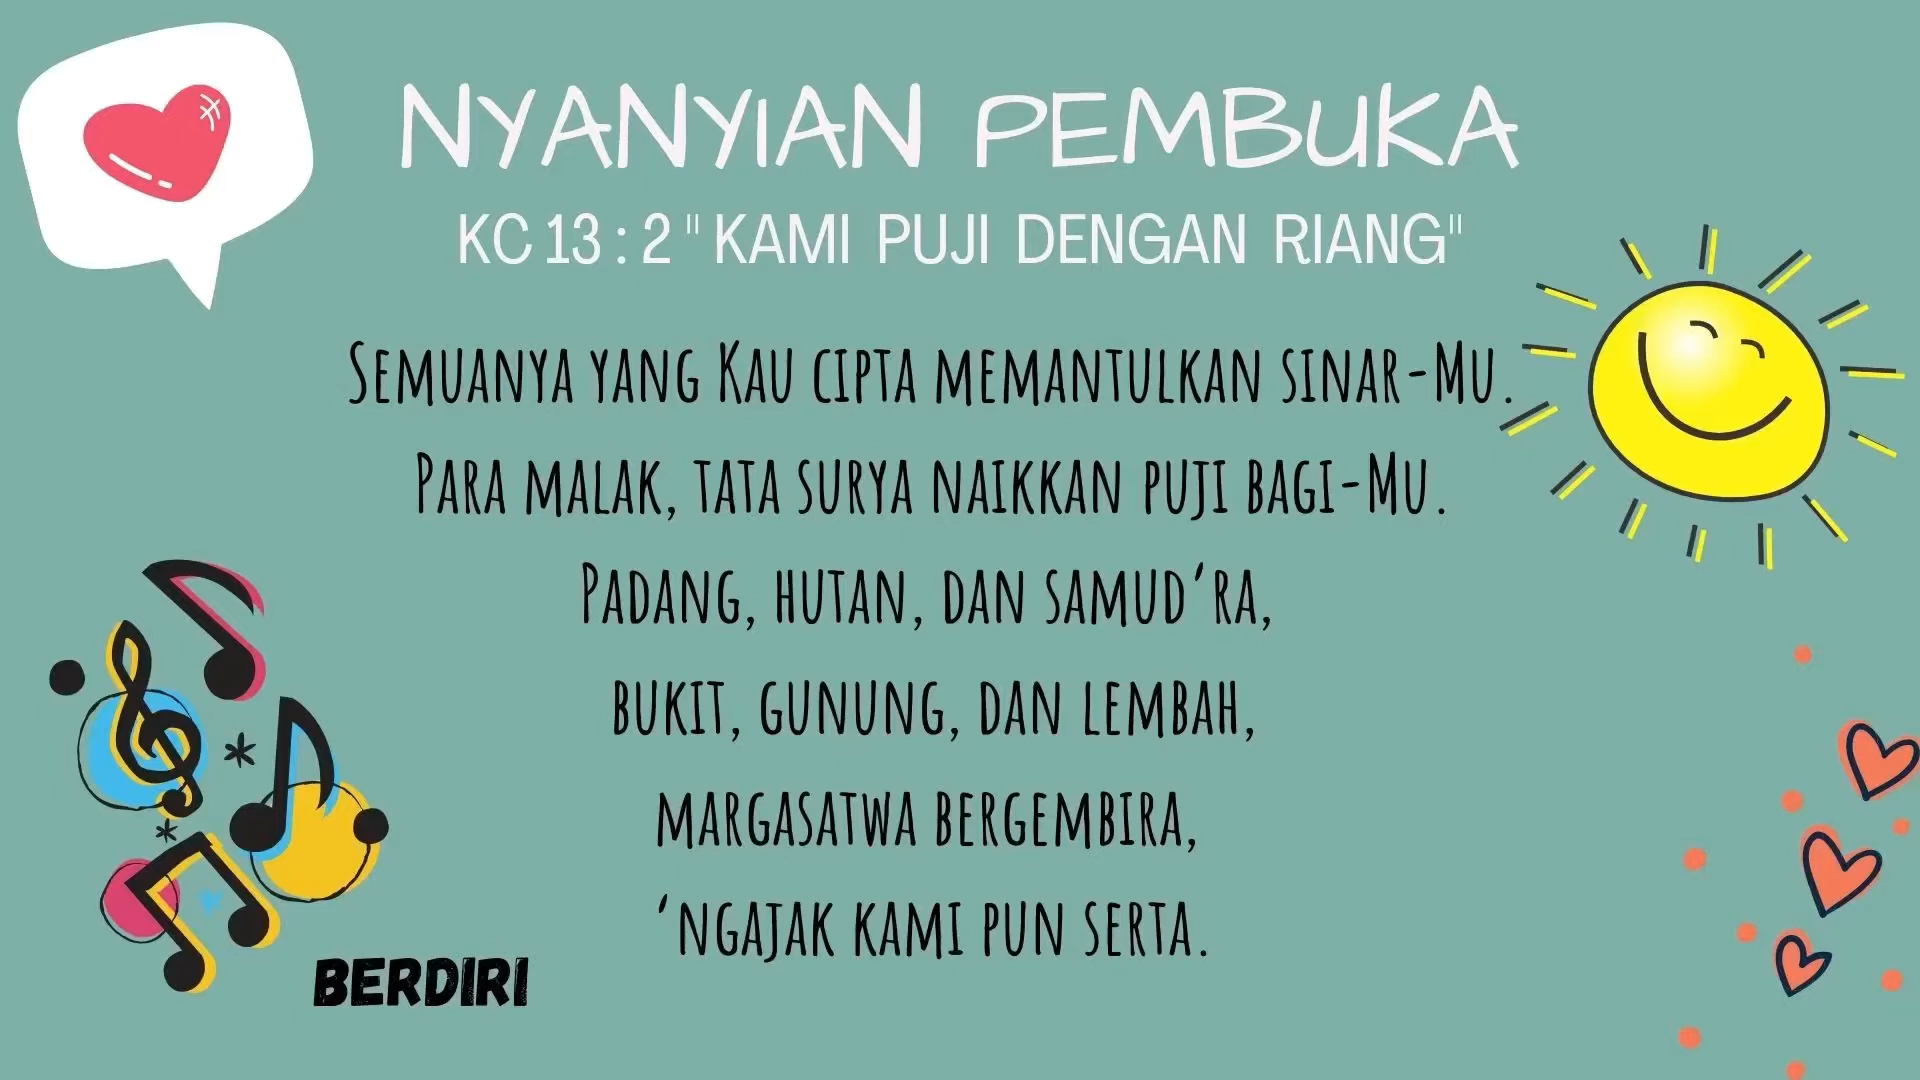 NYANYIAN PEMBUKA
KC 13 : 2 "KAMI PUJI DENGAN RIANG"
Semuanya yang Kau cipta memantulkan sinar-Mu.
Para malak, tata surya naikkan puji bagi-Mu.
Padang, hutan, dan samud'ra,
bukit, gunung, dan lembah,
margasatwa bergembira,
'ngajak kami pun serta.
BERDIRI